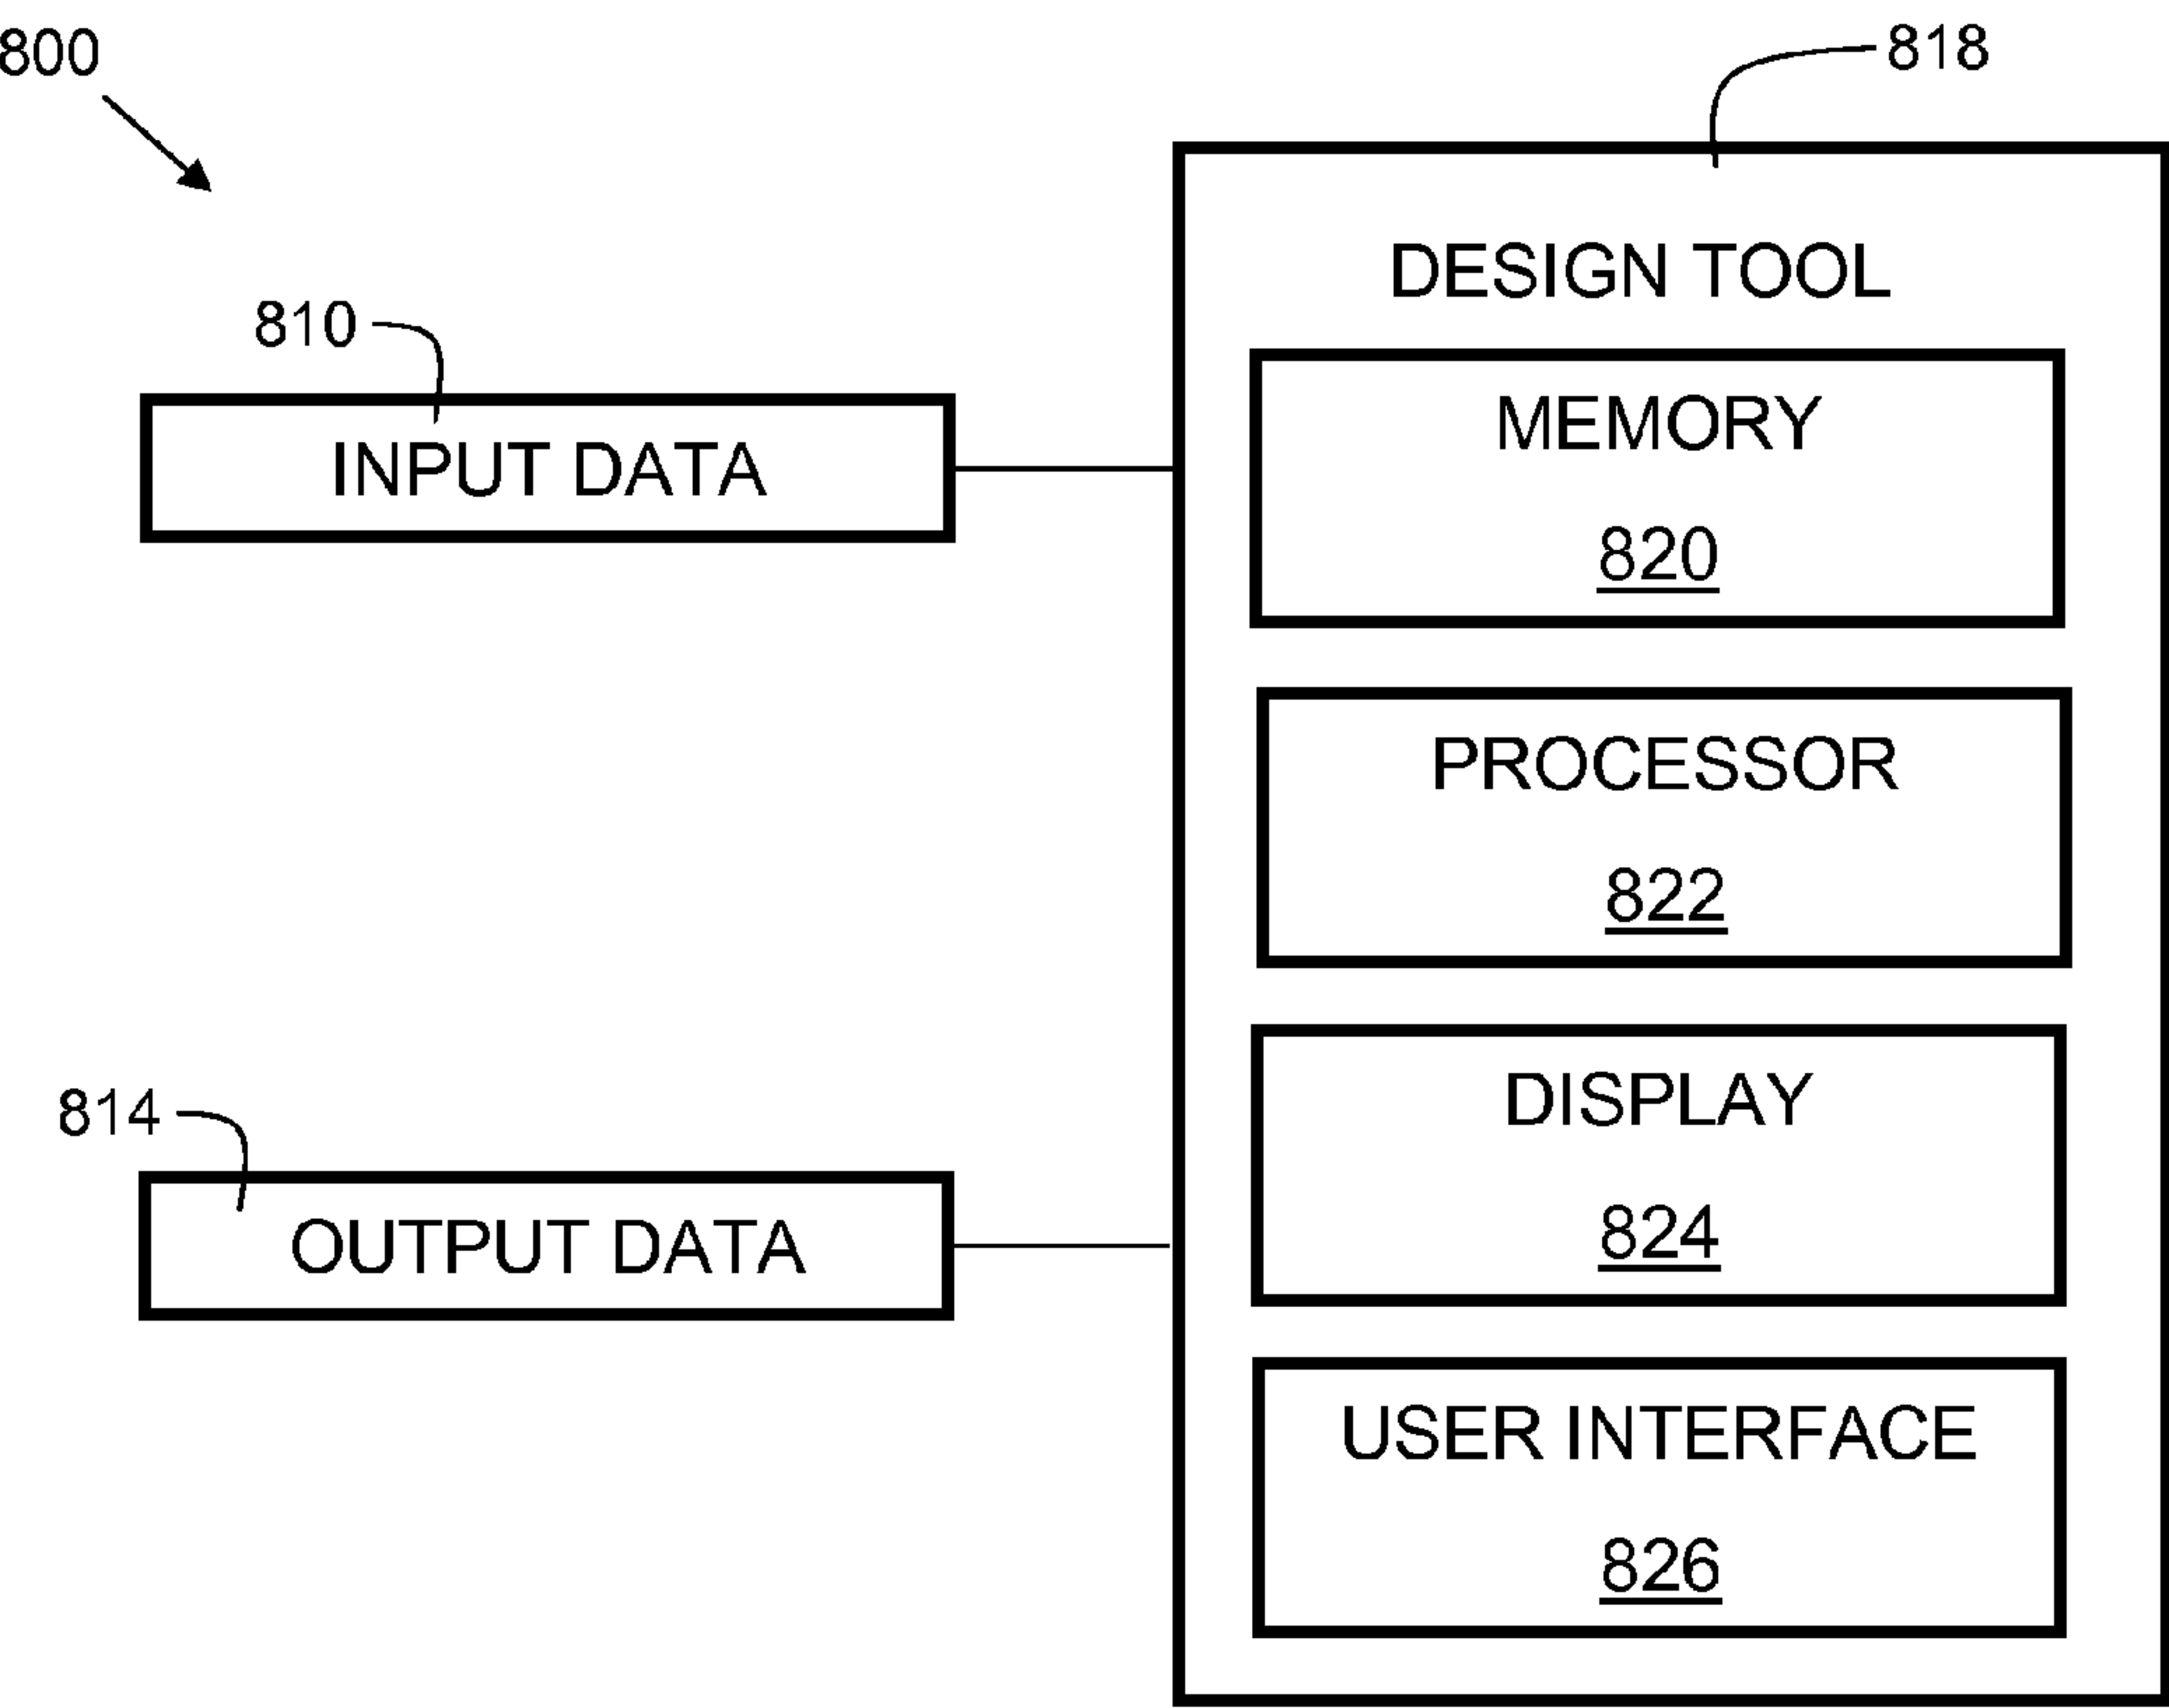 800
818
DESIGN TOOL
810
INPUT DATA
MEMORY
820
PROCESSOR
822
814
OUTPUT DATA
DISPLAY
824
USER INTERFACE
826